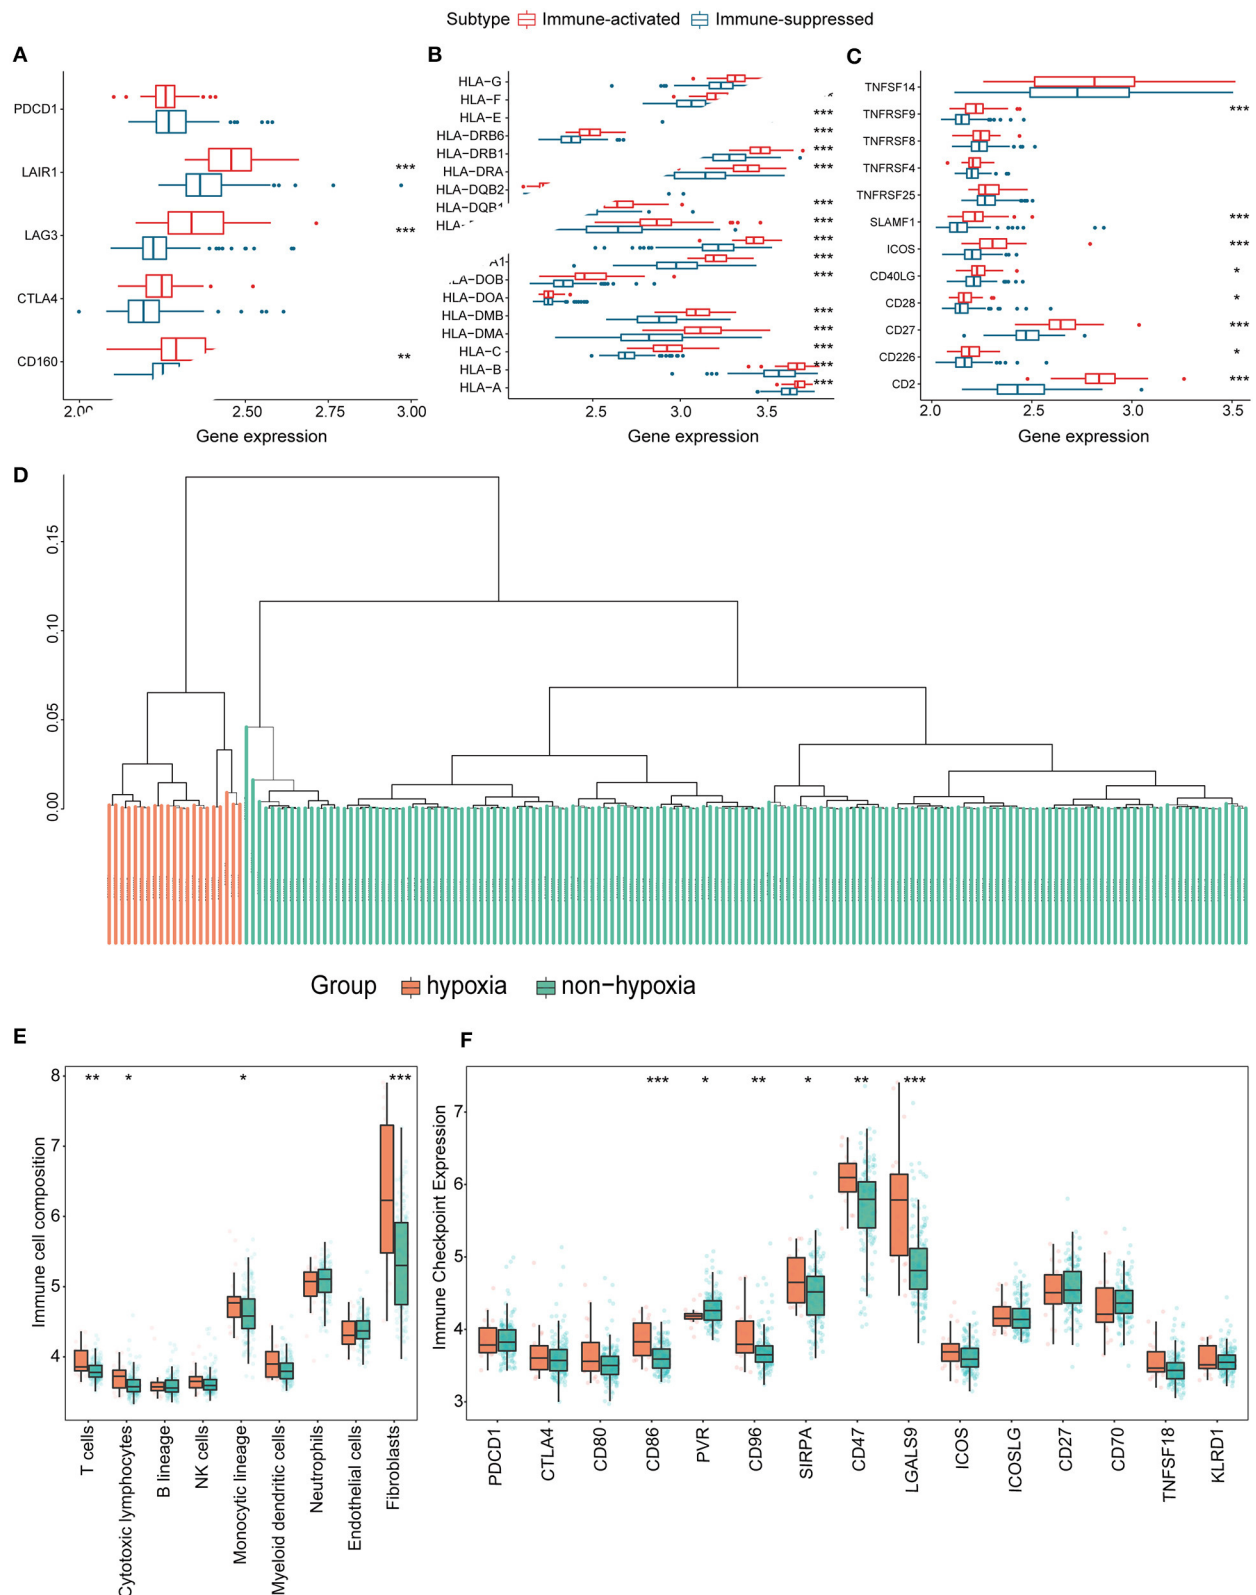 Subtype Immune-activated Immune-suppressed
A
PDCD1
LAIR1
***
LAG3
***
CTLA4
CD160
**
2.50 2.75 3.00
Gene expression
B
HLA-G
HLA-F
HLA-E
***
HLA-DRB6
***
HLA-DRB1
***
HLA-DRA
***
HLA-DQB2
HLA-DQB1
***
***
***
A1
***
DOB
***
HLA-DOA
HLA-DMB
***
HLA-DMA
***
HLA-C
***
HLA-B
***
HLA-A
***
2.5 3.0 3.5
Gene expression
C
TNFSF14
TNFRSF9
***
TNFRSF8
TNFRSF4
TNFRSF25
SLAMF1
***
ICOS
***
CD40LG
*
CD28
*
CD27
***
CD226
*
CD2
***
2.0 2.5 3.0 3.5
Gene expression
D
0.15
0.10
0.05
0.00
Group hypoxia non-hypoxia
E
Immune cell composition
8
7
6
5
4
** * * ***
T cells
Cytotoxic lymphocytes
B lineage
NK cells
Monocytic lineage
Myeloid dendritic cells
Neutrophils
Endothelial cells
Fibroblasts
F
Immune Checkpoint Expression
7
6
5
4
3
*** * ** * ** ***
PDCD1
CTLA4
CD80
CD86
PVR
CD96
SIRPA
CD47
LGALS9
ICOS
ICOSLG
CD27
CD70
TNFSF18
KLRD1